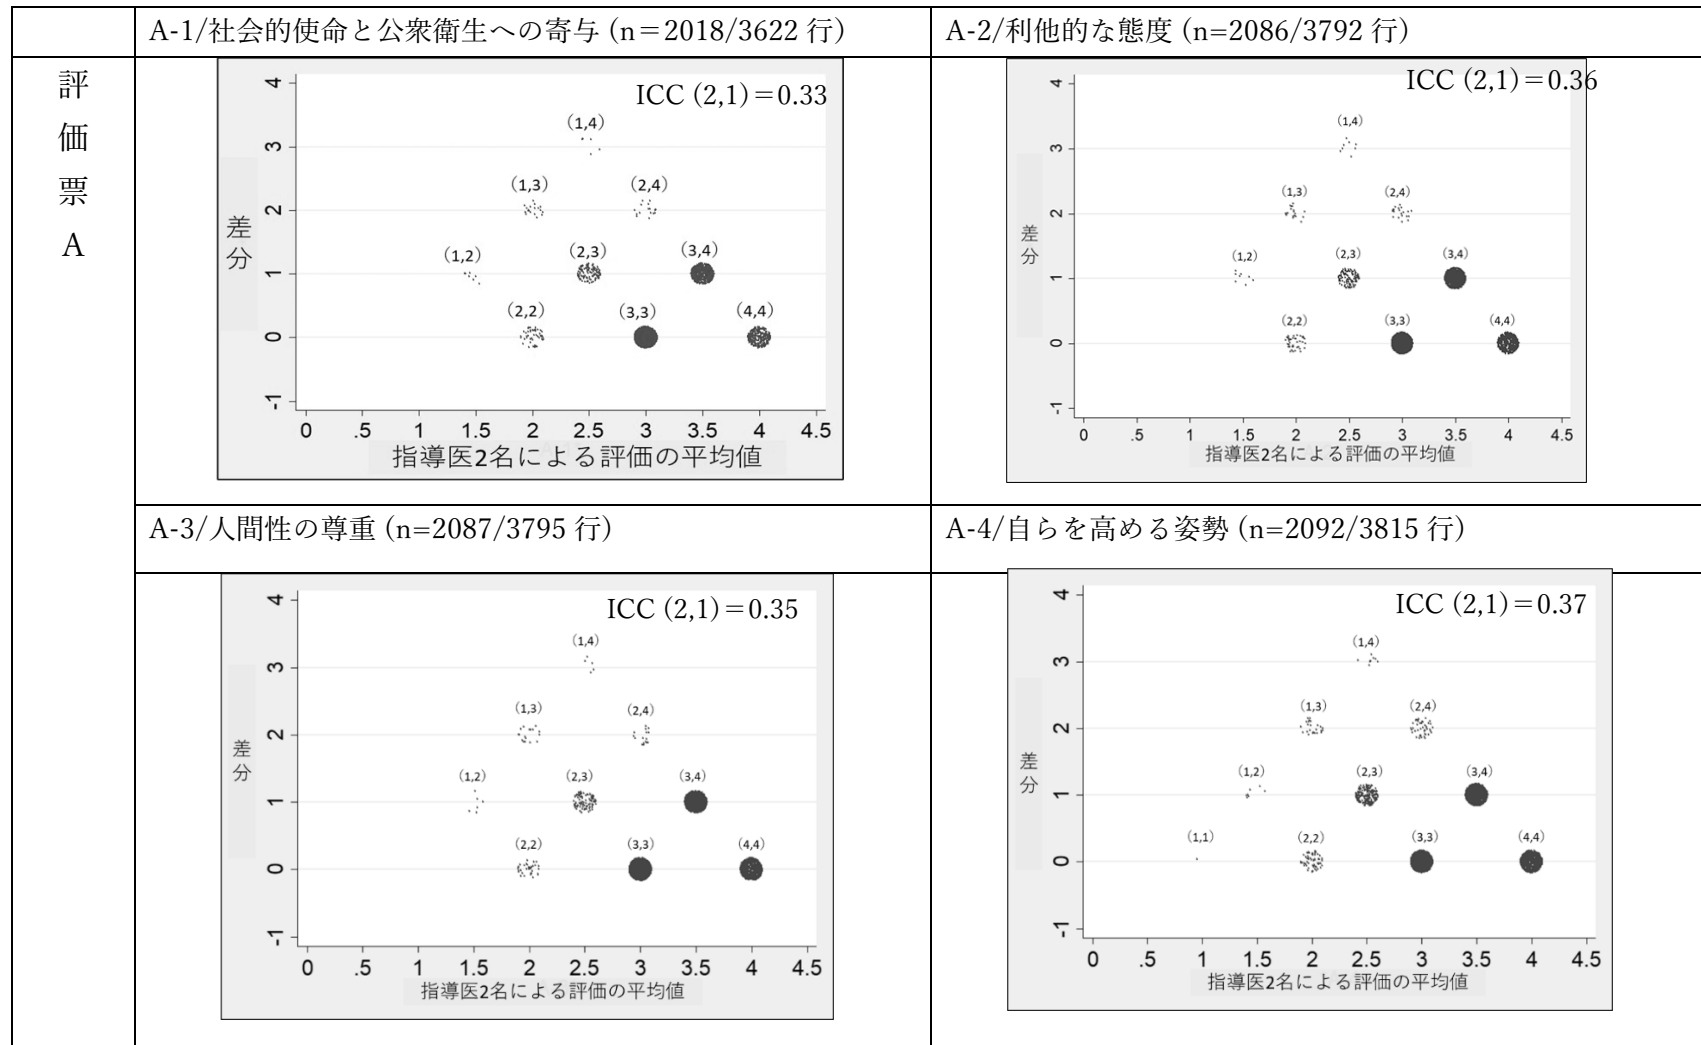 A-1/社会的使命と公衆衛生への寄与 (n＝2018/3622 行)
A-2/利他的な態度 (n=2086/3792 行)
評価票A
ICC (2,1)＝0.33
4
3
2
1
0
-1
差分
(1,4)
(1,3)
(2,4)
(1,2)
(2,3)
(3,4)
(2,2)
(3,3)
(4,4)
0 .5 1 1.5 2 2.5 3 3.5 4 4.5
指導医2名による評価の平均値
ICC (2,1)＝0.36
4
3
2
1
0
-1
差分
(1,4)
(1,3)
(2,4)
(1,2)
(2,3)
(3,4)
(2,2)
(3,3)
(4,4)
0 .5 1 1.5 2 2.5 3 3.5 4 4.5
指導医2名による評価の平均値
A-3/人間性の尊重 (n=2087/3795 行)
A-4/自らを高める姿勢 (n=2092/3815 行)
ICC (2,1)＝0.35
4
3
2
1
0
-1
差分
(1,4)
(1,3)
(2,4)
(1,2)
(2,3)
(3,4)
(2,2)
(3,3)
(4,4)
0 .5 1 1.5 2 2.5 3 3.5 4 4.5
指導医2名による評価の平均値
ICC (2,1)＝0.37
4
3
2
1
0
-1
差分
(1,4)
(1,3)
(2,4)
(1,2)
(2,3)
(3,4)
(1,1)
(2,2)
(3,3)
(4,4)
0 .5 1 1.5 2 2.5 3 3.5 4 4.5
指導医2名による評価の平均値